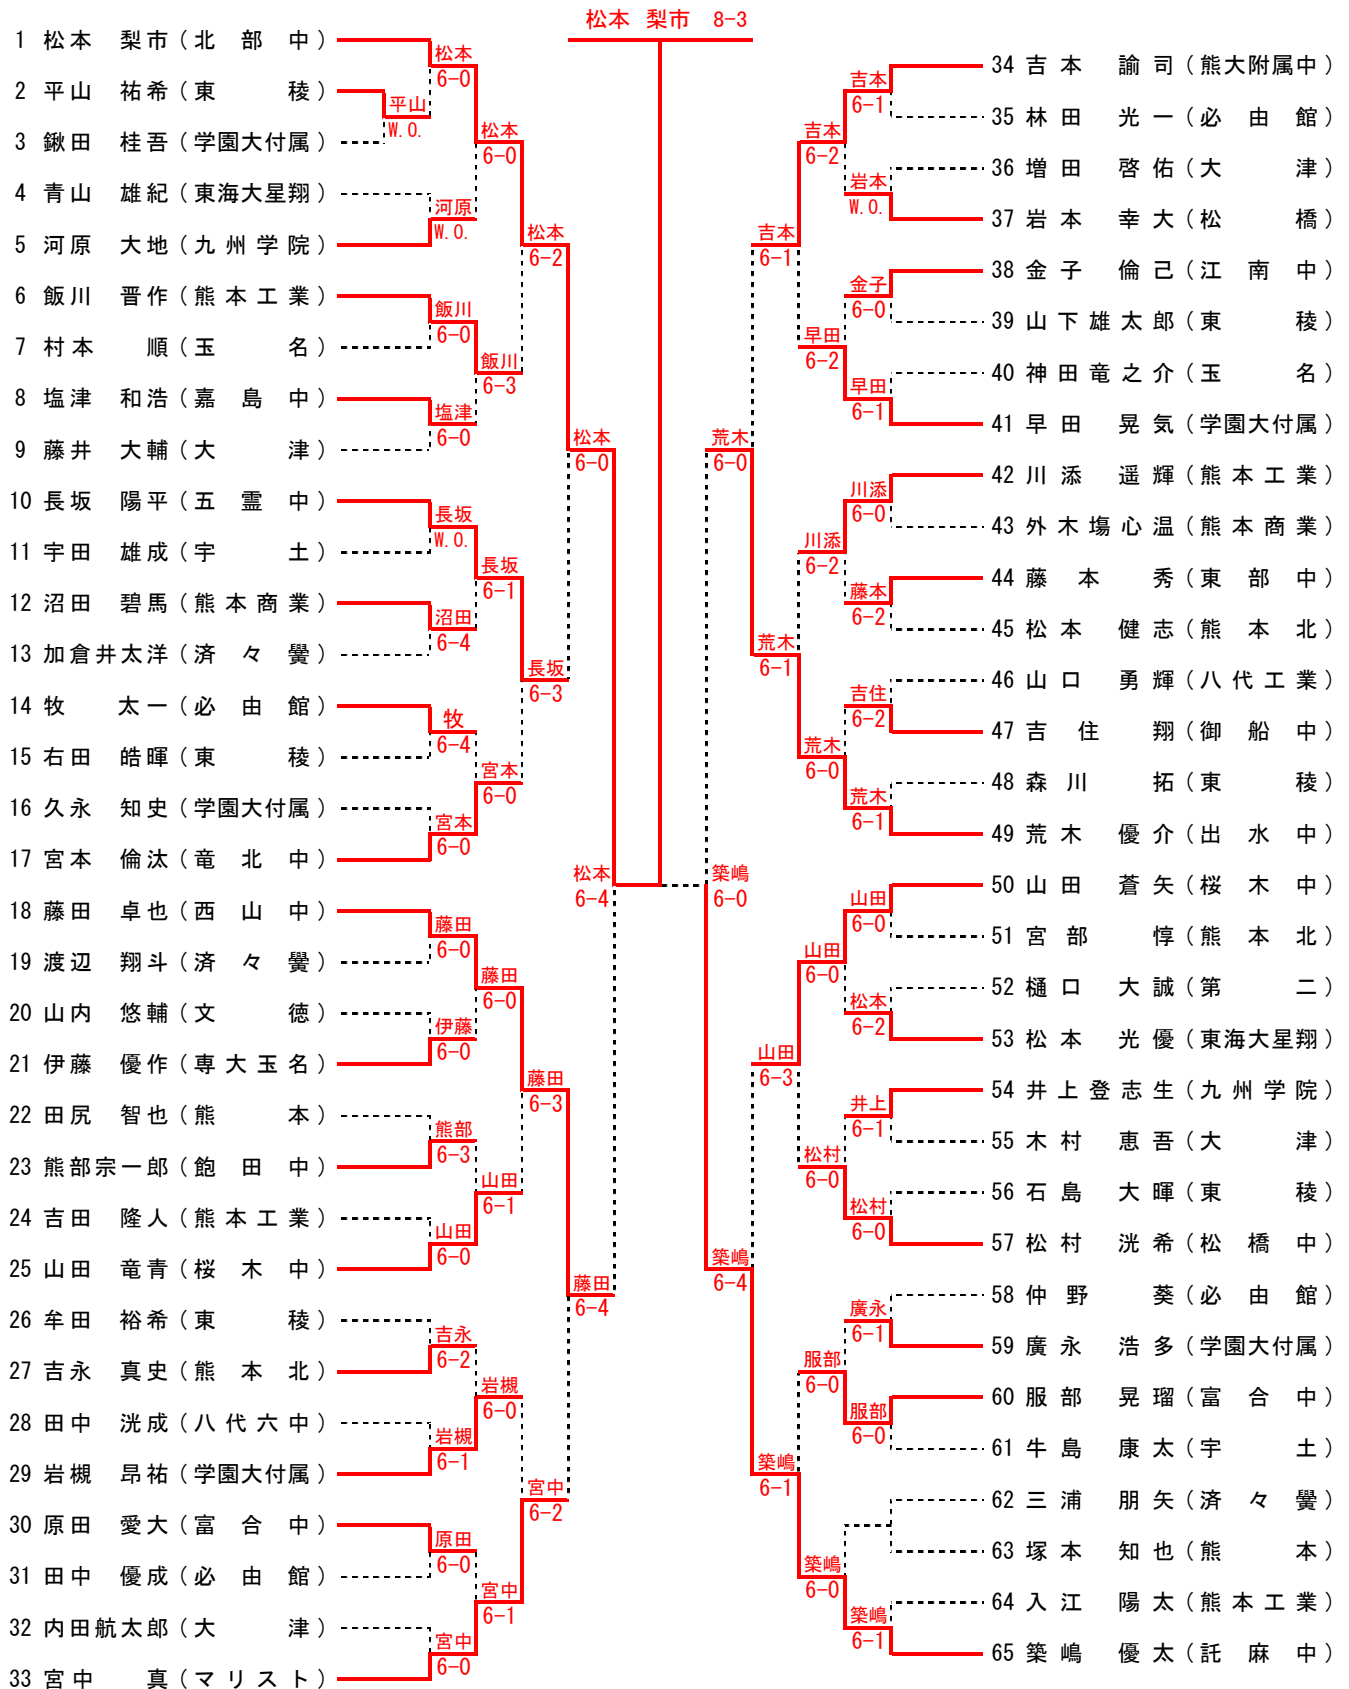 松本 梨市 8-3
1 松本 梨市 (北部中)
2 平山 祐希 (東稜)
3 鍬田 桂吾 (学園大付属)
4 青山 雄紀 (東海大星翔)
5 河原 大地 (九州学院)
6 飯川 晋作 (熊本工業)
7 村本 順 (玉名)
8 塩津 和浩 (嘉島中)
9 藤井 大輔 (大津)
10 長坂 陽平 (五霊中)
11 宇田 雄成 (宇土)
12 沼田 碧馬 (熊本商業)
13 加倉井太洋 (済々黌)
14 牧 太一 (必由館)
15 右田 皓暉 (東稜)
16 久永 知史 (学園大付属)
17 宮本 倫汰 (竜北中)
18 藤田 卓也 (西山中)
19 渡辺 翔斗 (済々黌)
20 山内 悠輔 (文徳)
21 伊藤 優作 (専大玉名)
22 田尻 智也 (熊本)
23 熊部宗一郎 (飽田中)
24 吉田 隆人 (熊本工業)
25 山田 竜青 (桜木中)
26 牟田 裕希 (東稜)
27 吉永 真史 (熊本北)
28 田中 洸成 (八代六中)
29 岩槻 昂祐 (学園大付属)
30 原田 愛大 (富合中)
31 田中 優成 (必由館)
32 内田航太郎 (大津)
33 宮中 真 (マリスト)
松本
6-0
平山
W.O.
河原
W.O.
飯川
6-0
塩津
6-0
長坂
W.O.
沼田
6-4
牧
6-4
宮本
6-0
藤田
6-0
伊藤
6-0
熊部
6-3
山田
6-0
吉永
6-2
岩槻
6-1
原田
6-0
宮中
6-0
松本
6-0
飯川
6-3
長坂
6-1
宮本
6-0
藤田
6-0
山田
6-1
岩槻
6-0
宮中
6-1
松本
6-2
長坂
6-3
藤田
6-3
宮中
6-2
松本
6-0
藤田
6-4
松本
6-4
築嶋
6-0
荒木
6-0
築嶋
6-4
吉本
6-1
荒木
6-1
山田
6-3
築嶋
6-1
吉本
6-2
早田
6-2
川添
6-2
荒木
6-0
山田
6-0
松村
6-0
服部
6-0
築嶋
6-0
吉本
6-1
岩本
W.O.
金子
6-0
早田
6-1
川添
6-0
藤本
6-2
吉住
6-2
荒木
6-1
山田
6-0
松本
6-2
井上
6-1
松村
6-0
廣永
6-1
服部
6-0
築嶋
6-1
34 吉本 諭司 (熊大附属中)
35 林田 光一 (必由館)
36 増田 啓佑 (大津)
37 岩本 幸大 (松橋)
38 金子 倫己 (江南中)
39 山下雄太郎 (東稜)
40 神田竜之介 (玉名)
41 早田 晃気 (学園大付属)
42 川添 遥輝 (熊本工業)
43 外木場心温 (熊本商業)
44 藤本 秀 (東部中)
45 松本 健志 (熊本北)
46 山口 勇輝 (八代工業)
47 吉住 翔 (御船中)
48 森川 拓 (東稜)
49 荒木 優介 (出水中)
50 山田 蒼矢 (桜木中)
51 宮部 惇 (熊本北)
52 樋口 大誠 (第二)
53 松本 光優 (東海大星翔)
54 井上登志生 (九州学院)
55 木村 恵吾 (大津)
56 石島 大暉 (東稜)
57 松村 洸希 (松橋中)
58 仲野 葵 (必由館)
59 廣永 浩多 (学園大付属)
60 服部 晃瑠 (富合中)
61 牛島 康太 (宇土)
62 三浦 朋矢 (済々黌)
63 塚本 知也 (熊本)
64 入江 陽太 (熊本工業)
65 築嶋 優太 (託麻中)